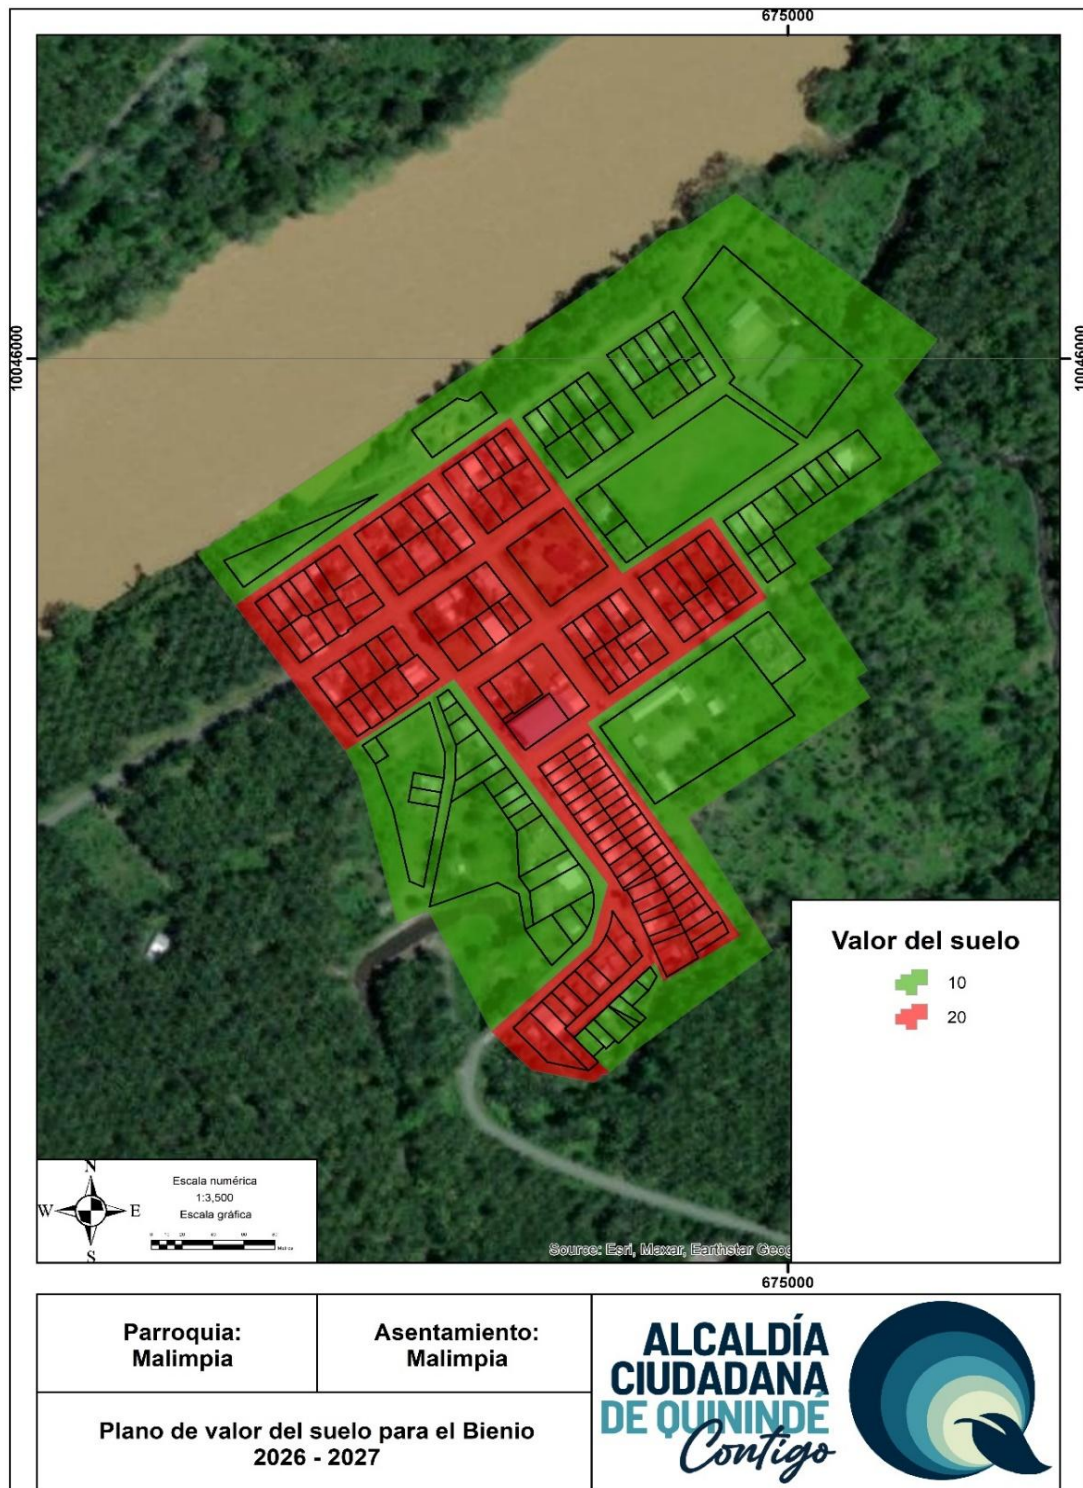 675000
10046000
10046000
Valor del suelo
10
20
N
W
E
S
Escala numérica
1:3,500
Escala gráfica
Source: Esri, Maxar, Earthstar Geo
675000
Parroquia:
Malimpia
Asentamiento:
Malimpia
Plano de valor del suelo para el Bienio
2026 - 2027
ALCALDÍA
CIUDADANA
DE QUININDÉ
Contigo